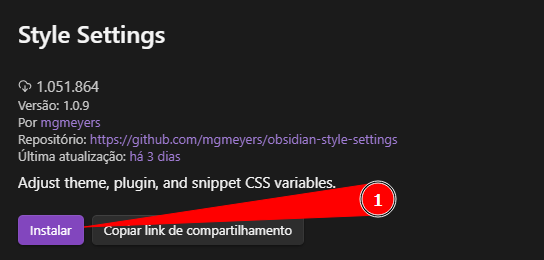 Style Settings
1.051.864
Versão: 1.0.9
Por mgmeyers
Repositório: https://github.com/mgmeyers/obsidian-style-settings
Última atualização: há 3 dias
Adjust theme, plugin, and snippet CSS variables.
1
Instalar
Copiar link de compartilhamento